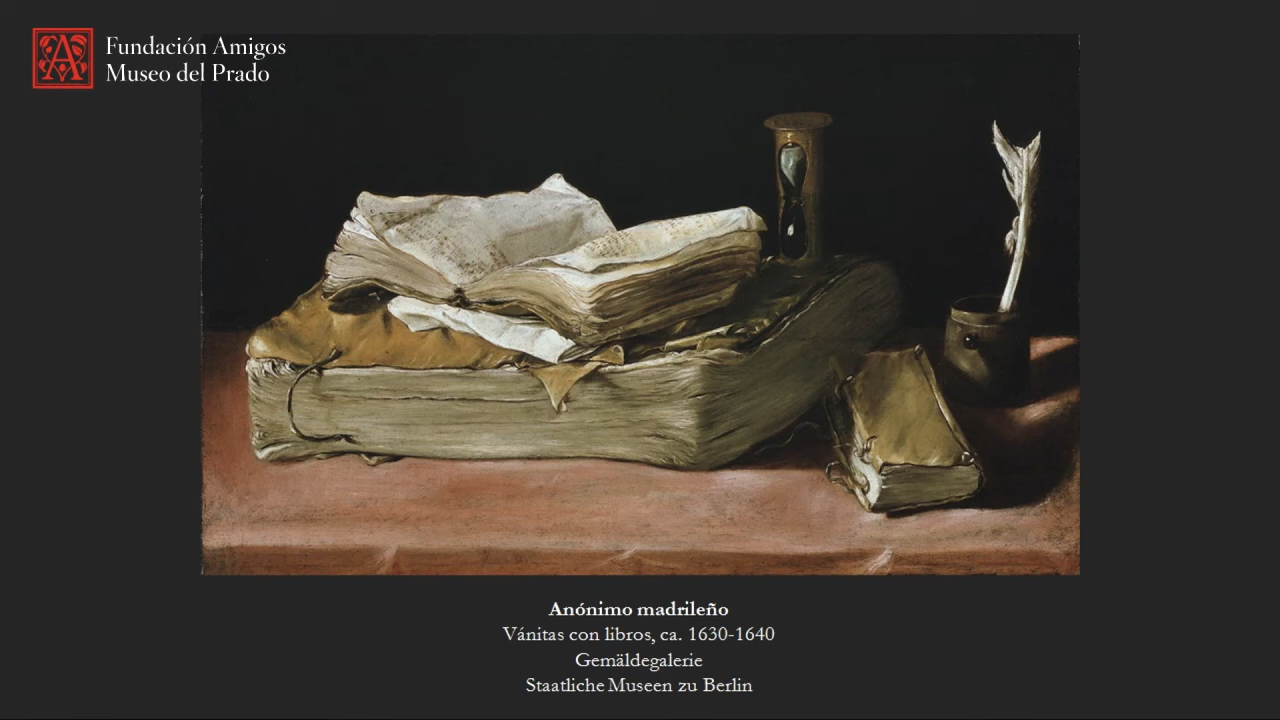 Fundación Amigos
Museo del Prado
Anónimo madrileño
Vánitas con libros, ca. 1630-1640
Gemäldegalerie
Staatliche Museen zu Berlin